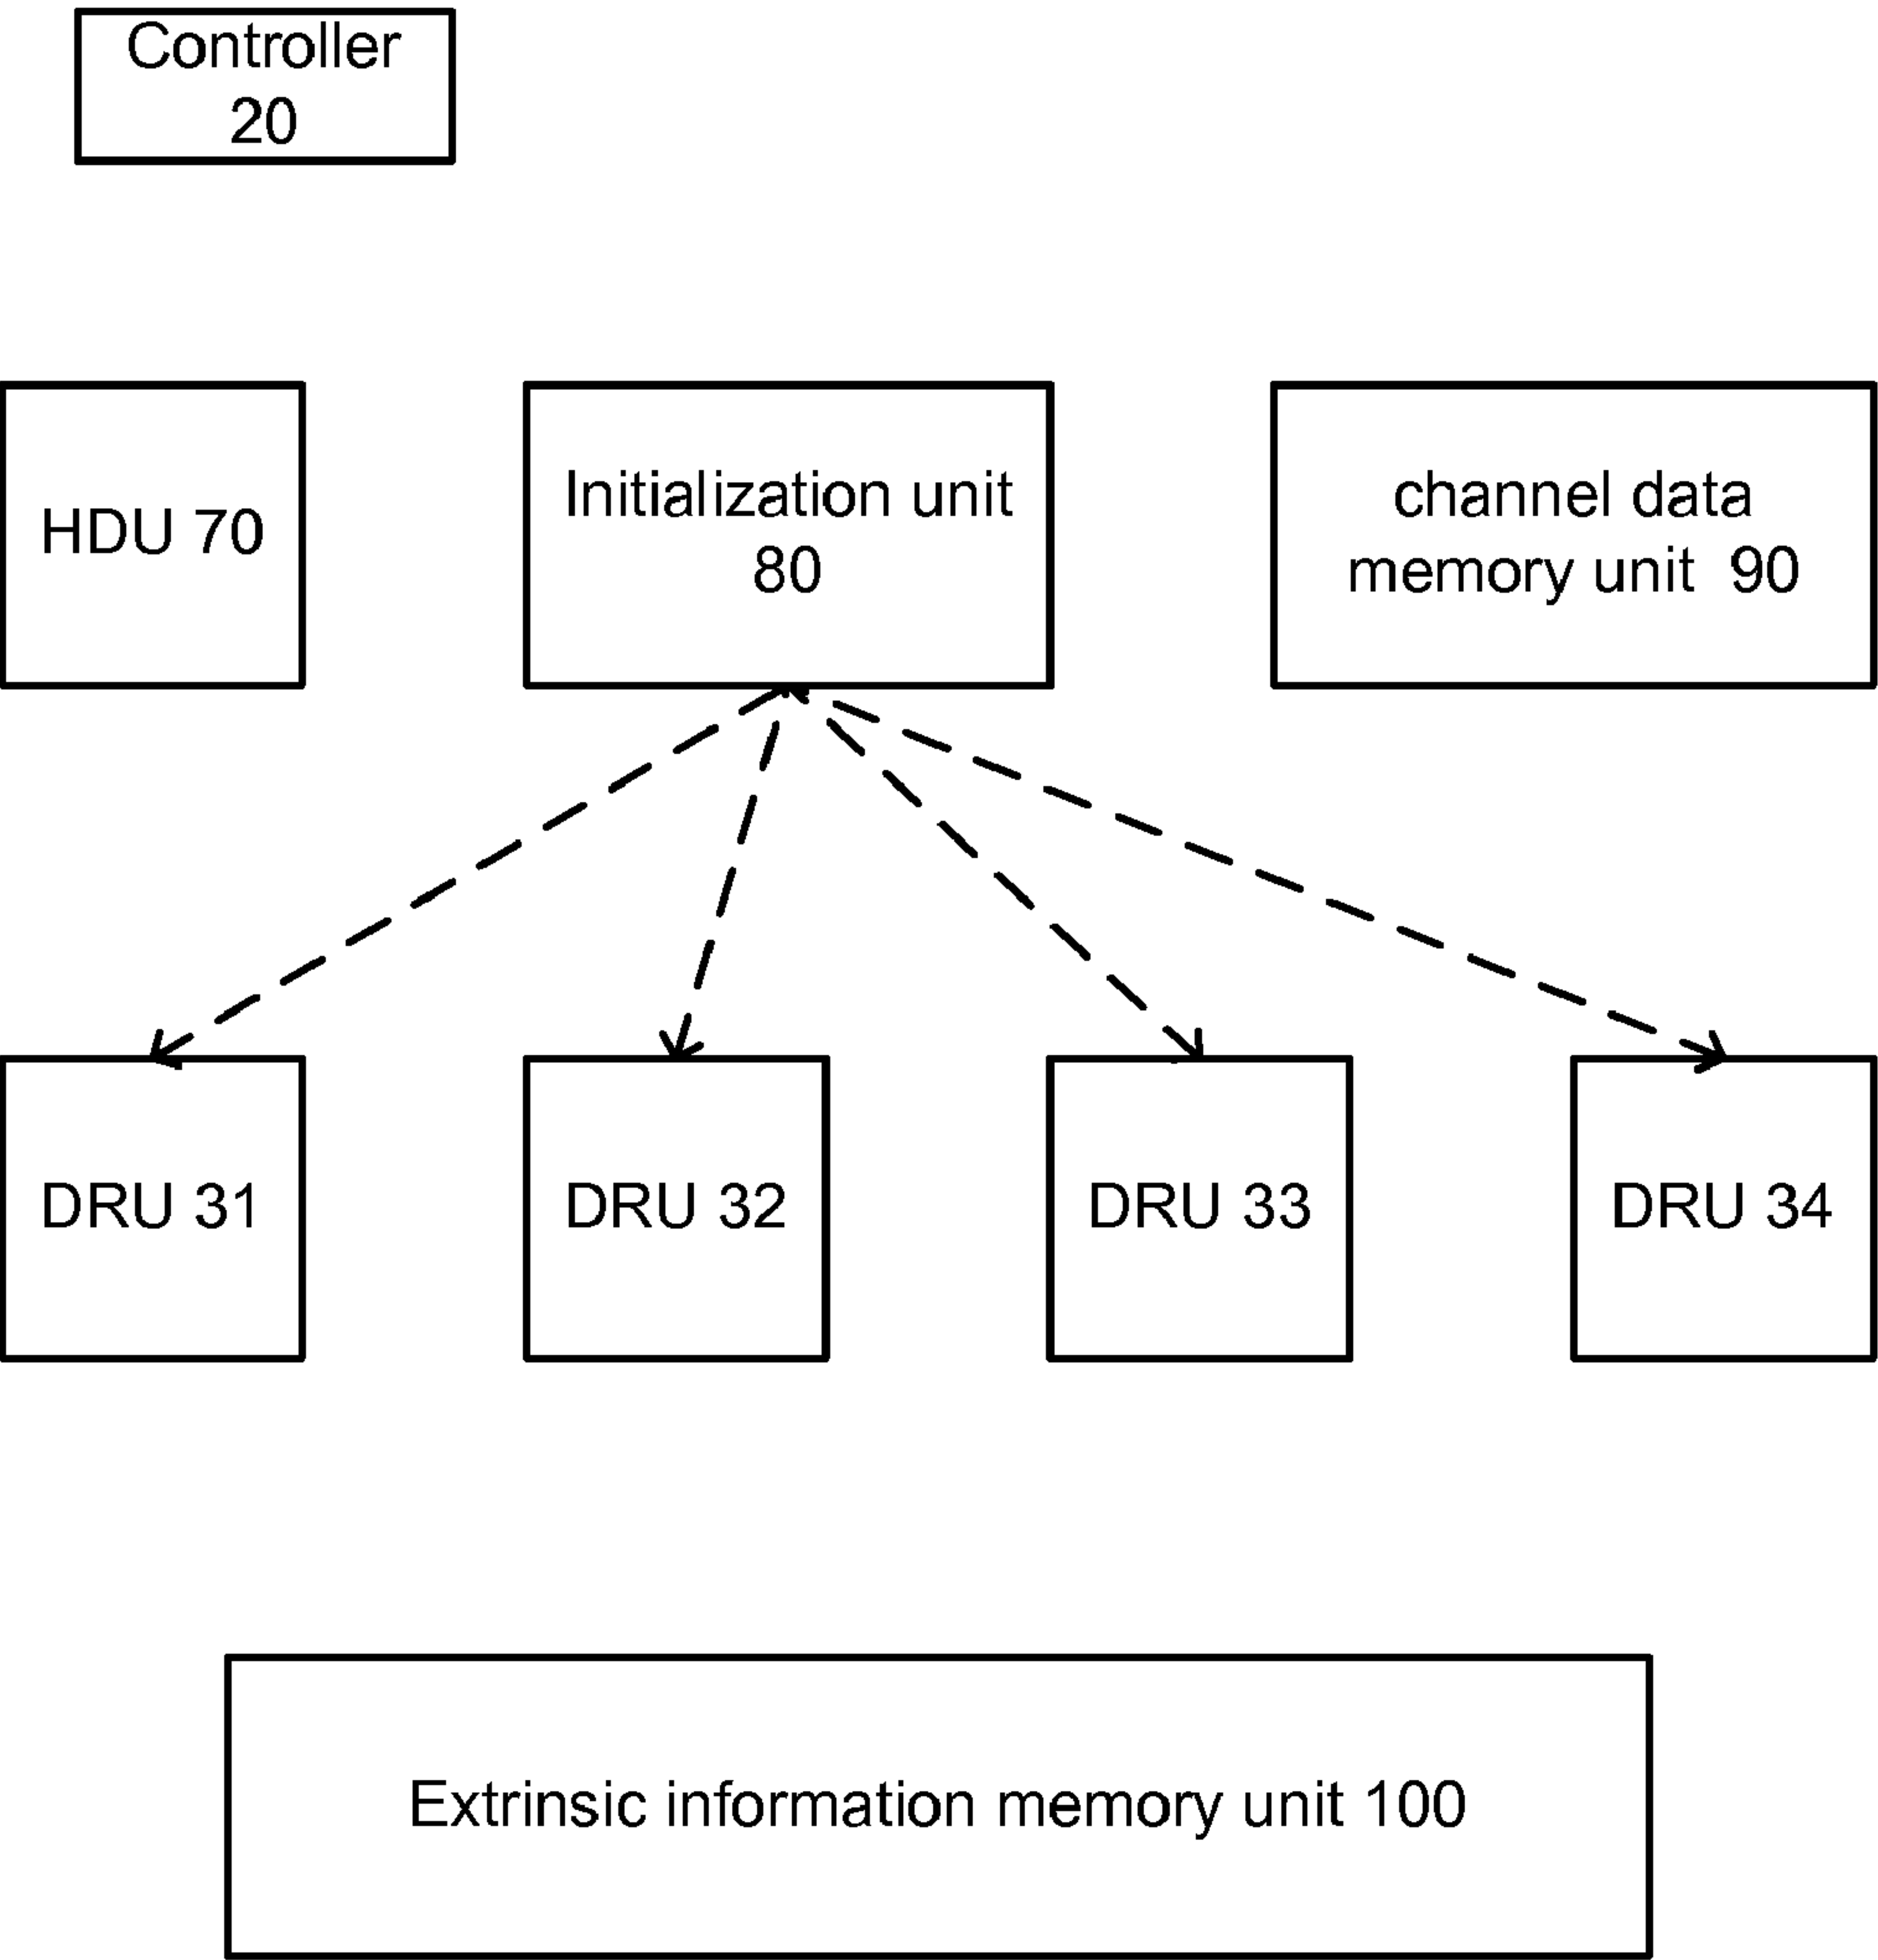 Controller
20
HDU 70
Initialization unit
80
channel data
memory unit 90
DRU 31
DRU 32
DRU 33
DRU 34
Extrinsic information memory unit 100